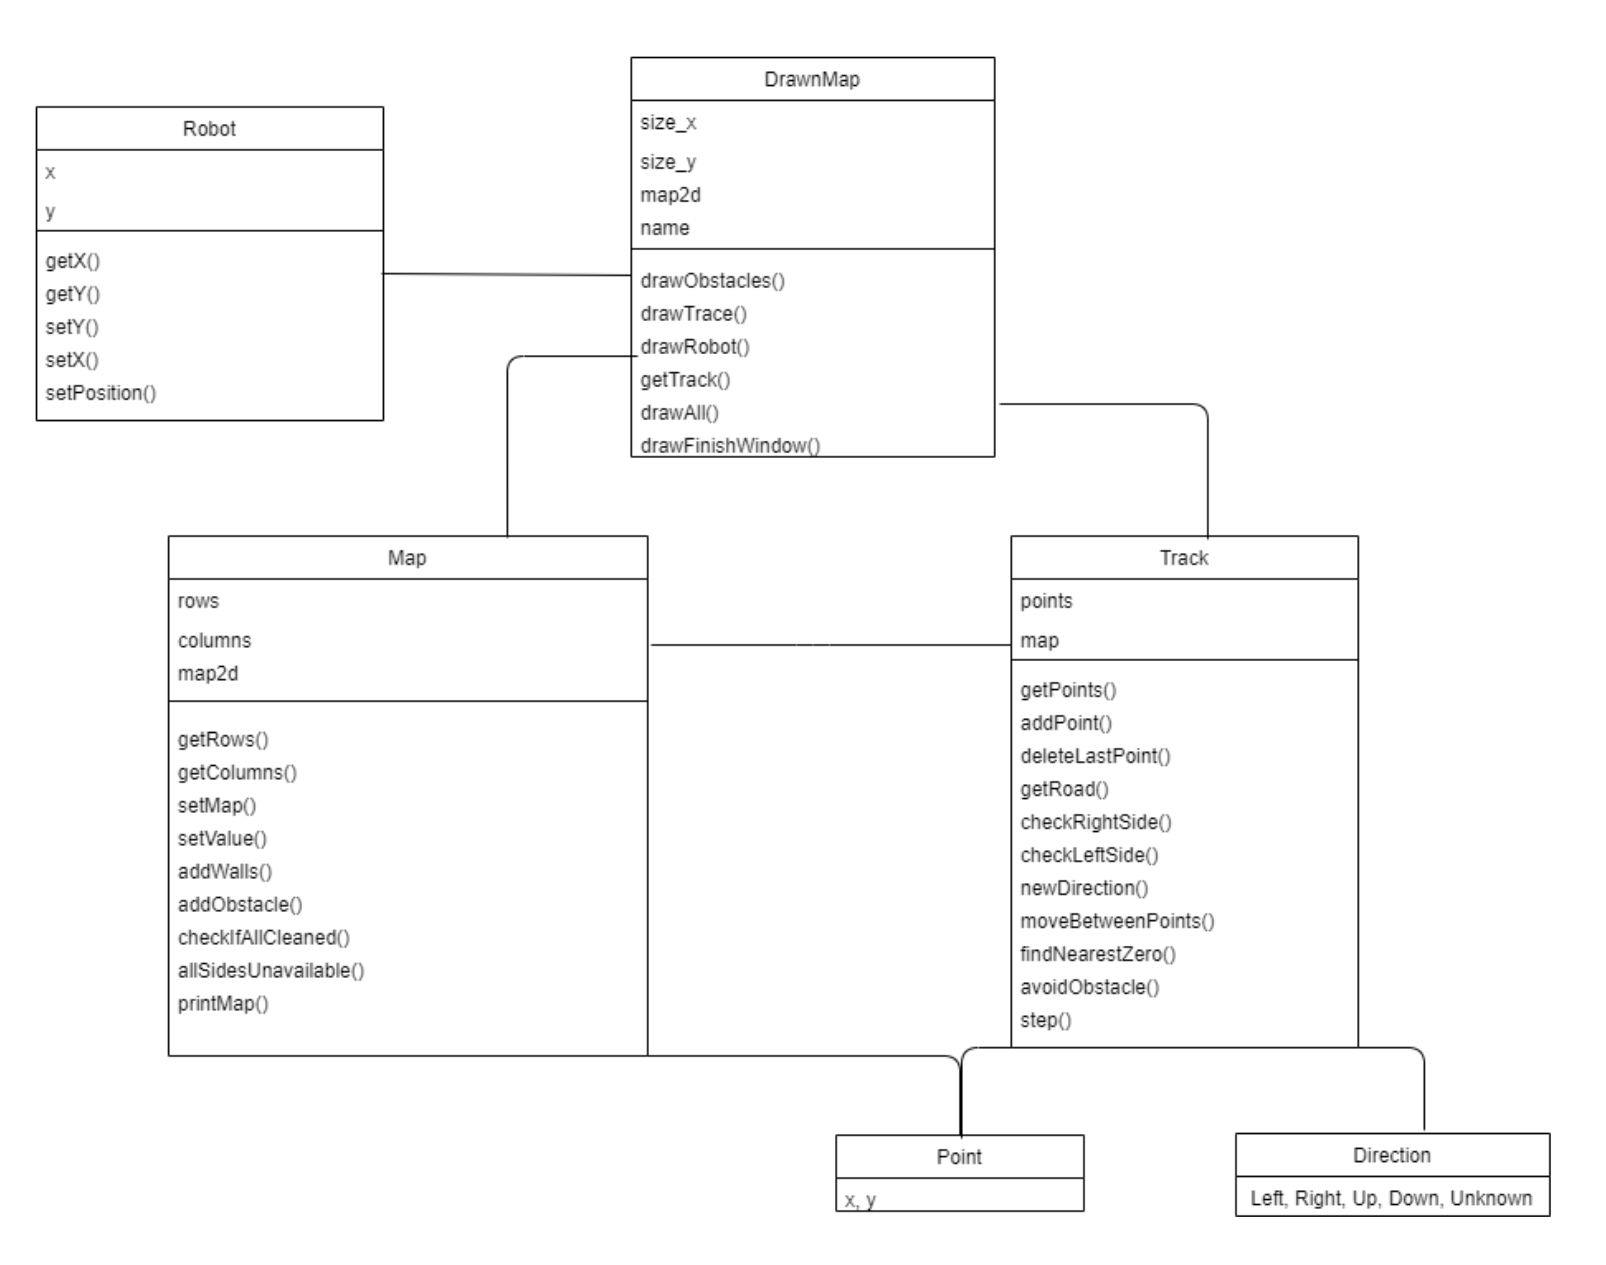 DrawnMap
size_x
size_y
map2d
name
drawObstacles()
drawTrace()
drawRobot()
getTrack()
drawAll()
drawFinishWindow()
Robot
x
y
getX()
getY()
setY()
setX()
setPosition()
Map
rows
columns
map2d
getRows()
getColumns()
setMap()
setValue()
addWalls()
addObstacle()
checkIfAllCleaned()
allSidesUnavailable()
printMap()
Track
points
map
getPoints()
addPoint()
deleteLastPoint()
getRoad()
checkRightSide()
checkLeftSide()
newDirection()
moveBetweenPoints()
findNearestZero()
avoidObstacle()
step()
Point
x, y
Direction
Left, Right, Up, Down, Unknown